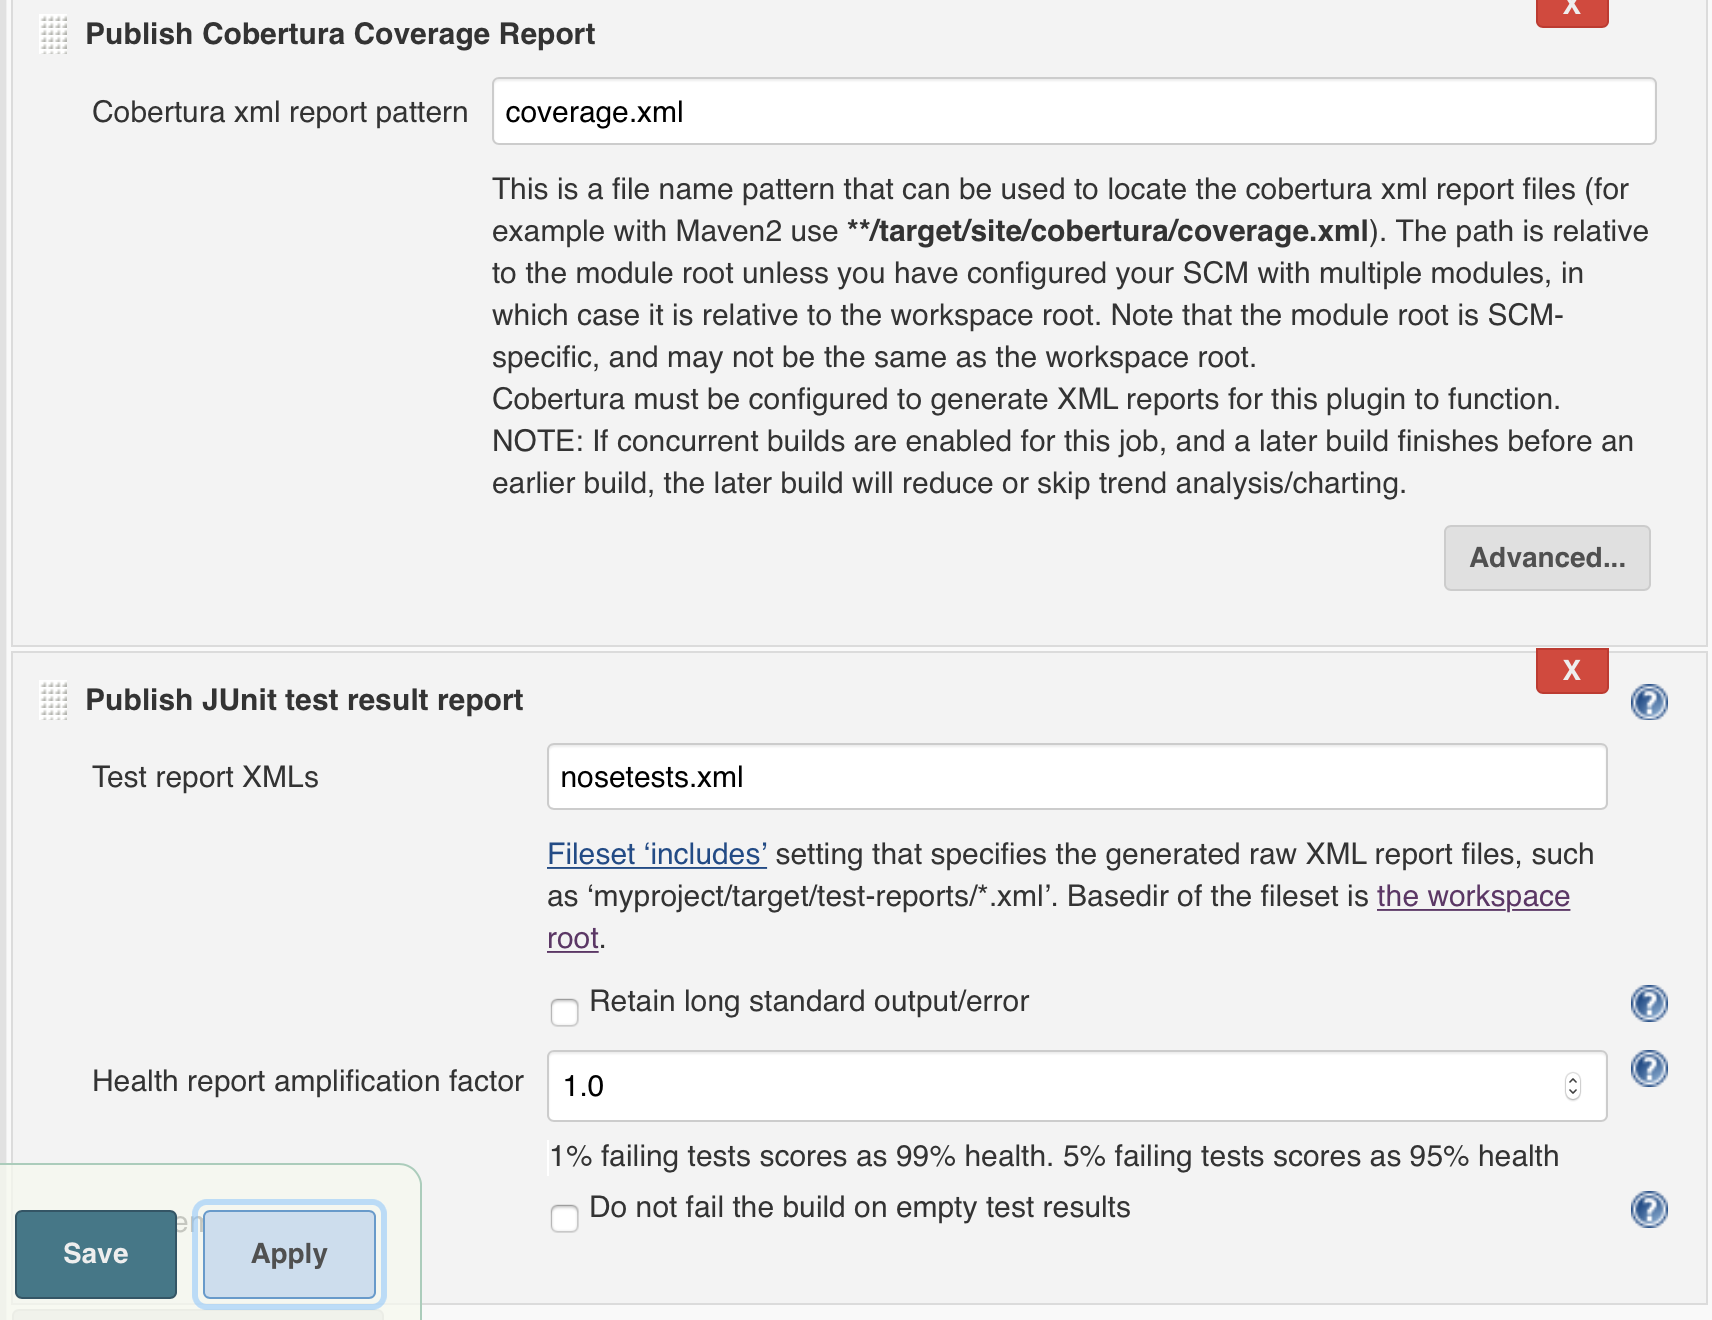 X
Publish Cobertura Coverage Report
Cobertura xml report pattern
coverage.xml
This is a file name pattern that can be used to locate the cobertura xml report files (for
example with Maven2 use **/target/site/cobertura/coverage.xml). The path is relative
to the module root unless you have configured your SCM with multiple modules, in
which case it is relative to the workspace root. Note that the module root is SCM-
specific, and may not be the same as the workspace root.
Cobertura must be configured to generate XML reports for this plugin to function.
NOTE: If concurrent builds are enabled for this job, and a later build finishes before an
earlier build, the later build will reduce or skip trend analysis/charting.
Advanced...
X
Publish JUnit test result report
?
Test report XMLs
nosetests.xml
Fileset ‘includes’ setting that specifies the generated raw XML report files, such
as ‘myproject/target/test-reports/*.xml’. Basedir of the fileset is the workspace
root.
Retain long standard output/error
?
Health report amplification factor
1.0
?
1% failing tests scores as 99% health. 5% failing tests scores as 95% health
Do not fail the build on empty test results
?
Save
Apply